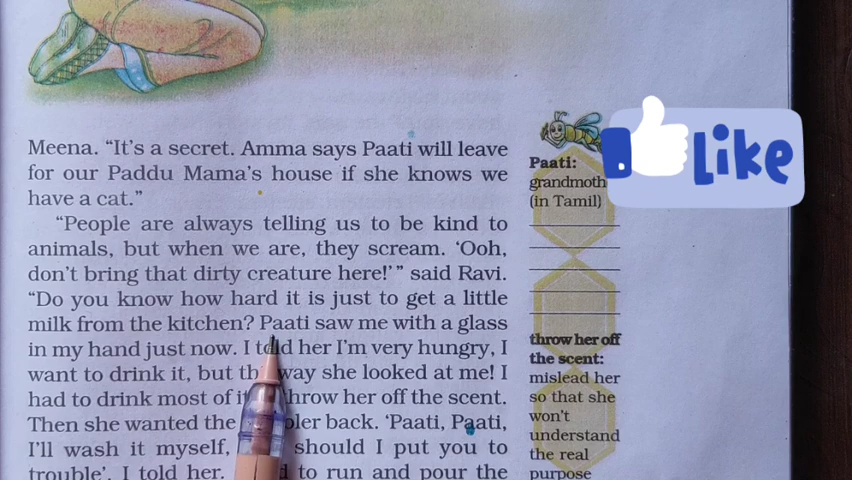 Meena. “It’s a secret. Amma says Paati will leave
for our Paddu Mama’s house if she knows we
have a cat.”
“People are always telling us to be kind to
animals, but when we are, they scream. ‘Ooh,
don’t bring that dirty creature here!’” said Ravi.
“Do you know how hard it is just to get a little
milk from the kitchen? Paati saw me with a glass
in my hand just now. I told her I’m very hungry, I
want to drink it, but the way she looked at me! I
had to drink most of it throw her off the scent.
Then she wanted the back. ‘Paati, Paati,
I’ll wash it myself, should I put you to
trouble’, I told her. to run and pour the
Paati:
grandmoth
(in Tamil)
throw her off
the scent:
mislead her
so that she
won’t
understand
the real
purpose
Like